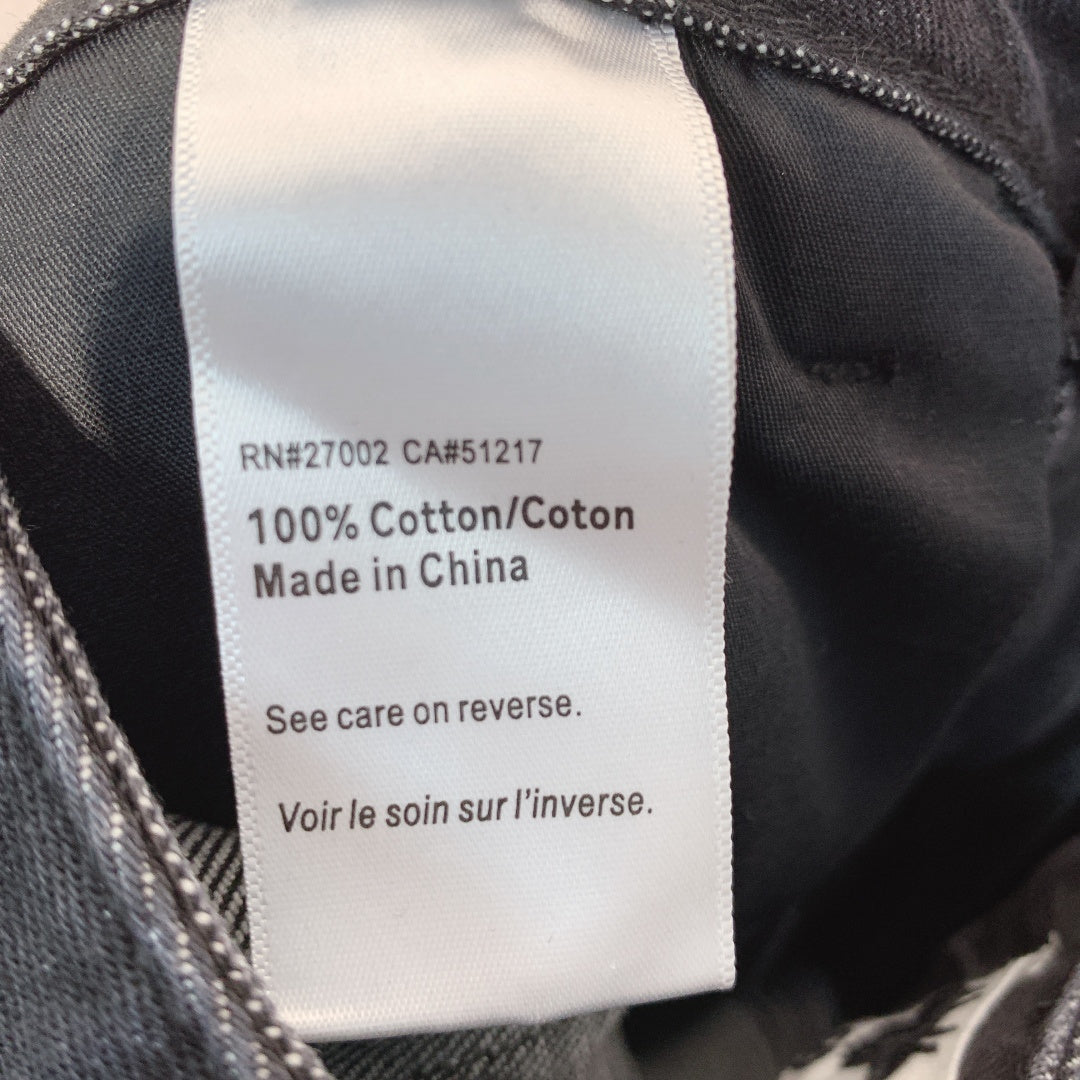 RN#27002 CA#51217
100% Cotton/Coton
Made in China
See care on reverse.
Voir le soin sur l'inverse.